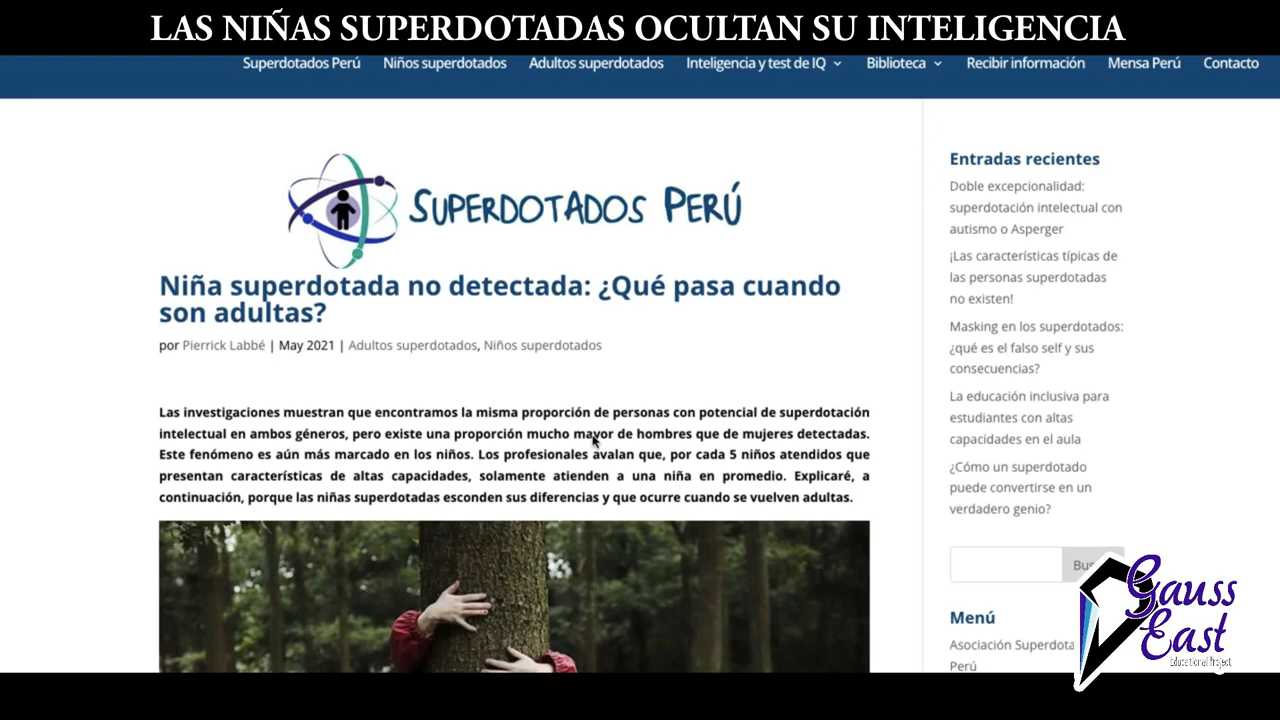 LAS NIÑAS SUPERDOTADAS OCULTAN SU INTELIGENCIA
Superdotados Perú Niños superdotados Adultos superdotados Inteligencia y test de IQ Biblioteca Recibir información Mensa Perú Contacto
SUPERDOTADOS PERÚ
Niña superdotada no detectada: ¿Qué pasa cuando
son adultas?
por Pierrick Labbé | May 2021 | Adultos superdotados, Niños superdotados
Las investigaciones muestran que encontramos la misma proporción de personas con potencial de superdotación
intelectual en ambos géneros, pero existe una proporción mucho mayor de hombres que de mujeres detectadas.
Este fenómeno es aún más marcado en los niños. Los profesionales avalan que, por cada 5 niños atendidos que
presentan características de altas capacidades, solamente atienden a una niña en promedio. Explicaré, a
continuación, porque las niñas superdotadas esconden sus diferencias y que ocurre cuando se vuelven adultas.
Entradas recientes
Doble excepcionalidad:
superdotación intelectual con
autismo o Asperger
¡Las características típicas de
las personas superdotadas
no existen!
Masking en los superdotados:
¿qué es el falso self y sus
consecuencias?
La educación inclusiva para
estudiantes con altas
capacidades en el aula
¿Cómo un superdotado
puede convertirse en un
verdadero genio?
Bus
Menú
Asociación Superdota
Perú
Gauss
East
Educational Project